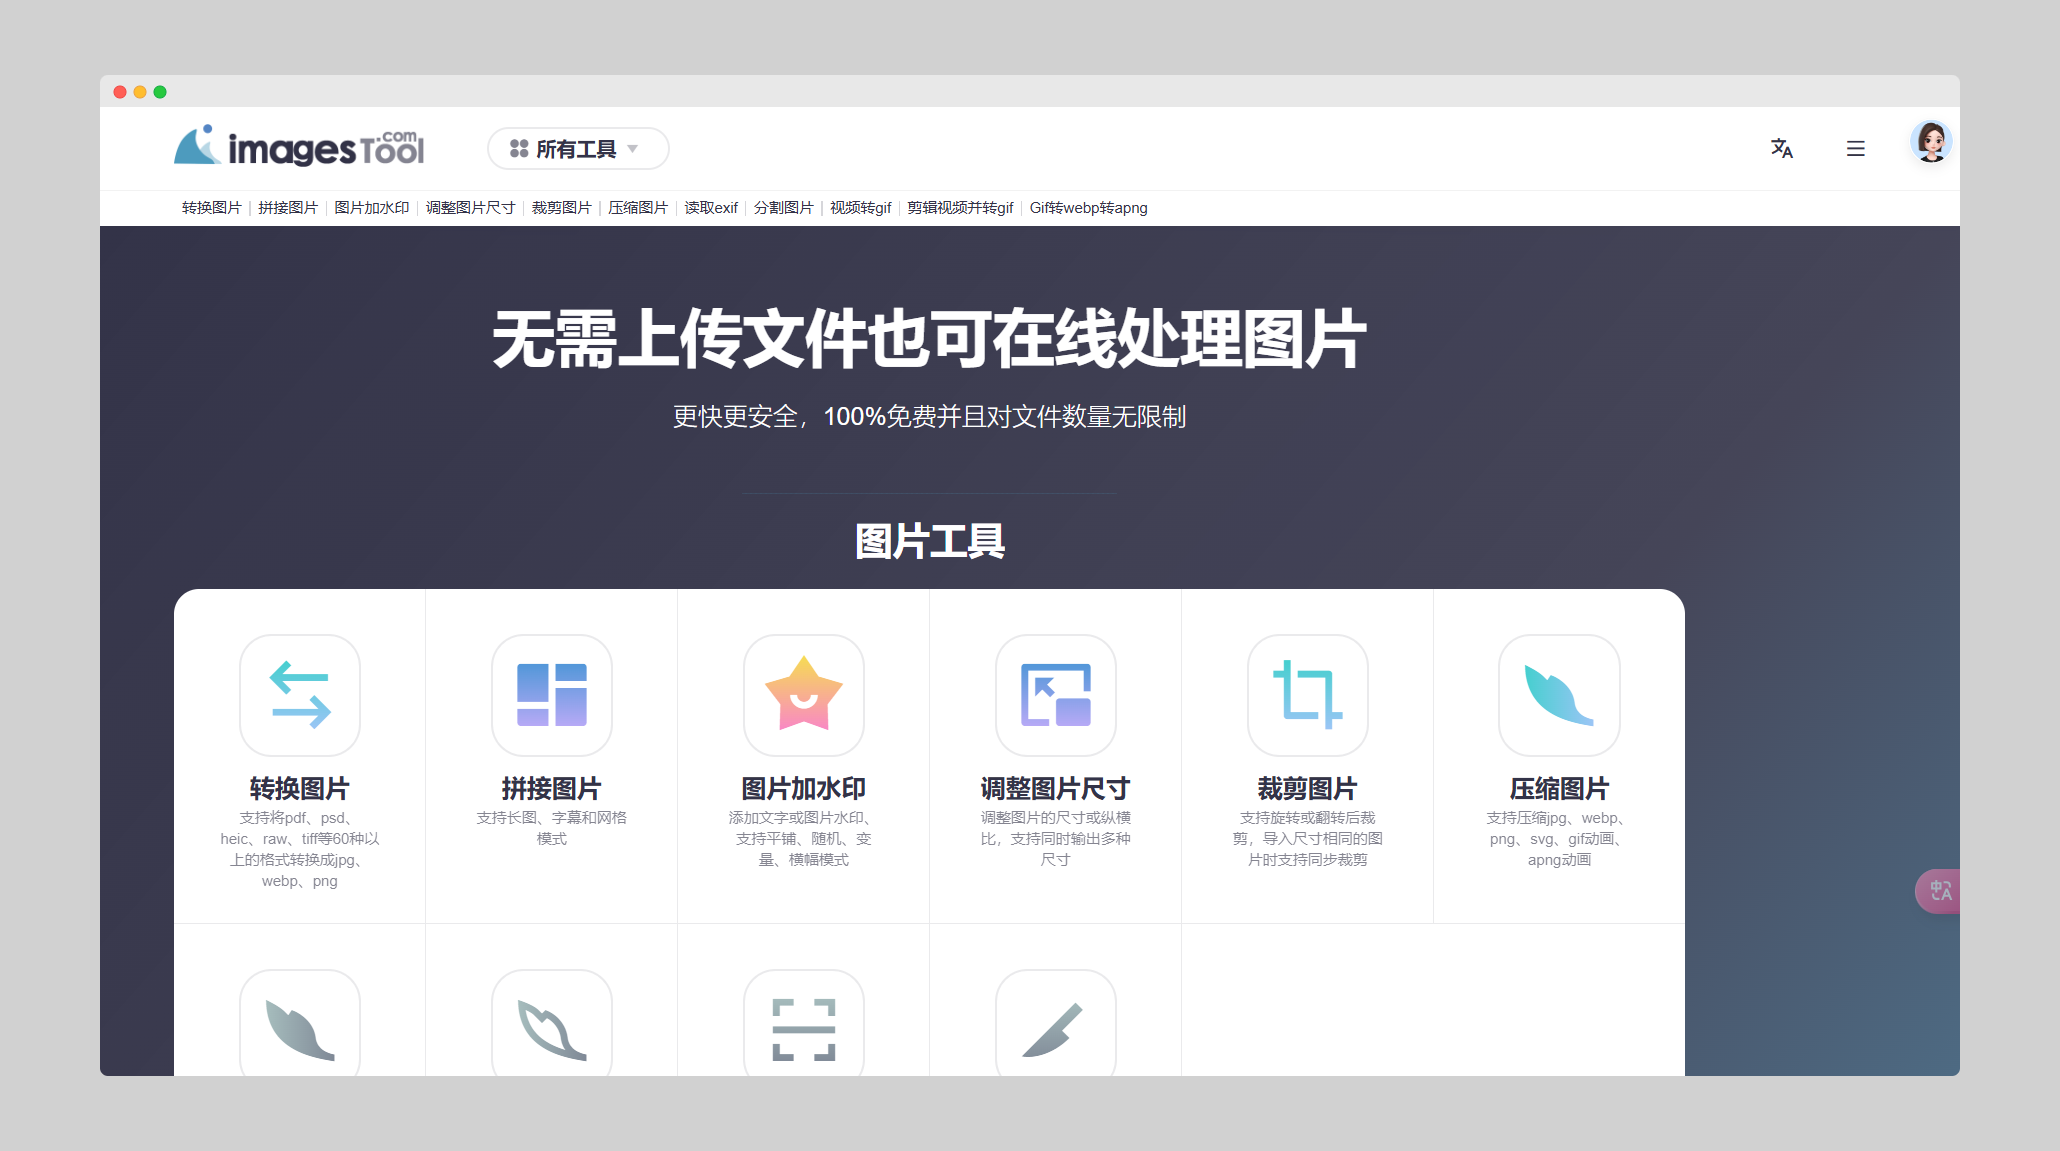 imagesTool.com
所有工具
转换图片 | 拼接图片 | 图片加水印 | 调整图片尺寸 | 裁剪图片 | 压缩图片 | 读取exif | 分割图片 | 视频转gif | 剪辑视频并转gif | Gif转webp转apng
无需上传文件也可在线处理图片
更快更安全，100%免费并且对文件数量无限制
图片工具
转换图片
支持将pdf、psd、
heic、raw、tiff等60种以
上的格式转换成jpg、
webp、png
拼接图片
支持长图、字幕和网格
模式
图片加水印
添加文字或图片水印、
支持平铺、随机、变
量、横幅模式
调整图片尺寸
调整图片的尺寸或纵横
比，支持同时输出多种
尺寸
裁剪图片
支持旋转或翻转后裁
剪，导入尺寸相同的图
片时支持同步裁剪
压缩图片
支持压缩jpg、webp、
png、svg、gif动画、
apng动画